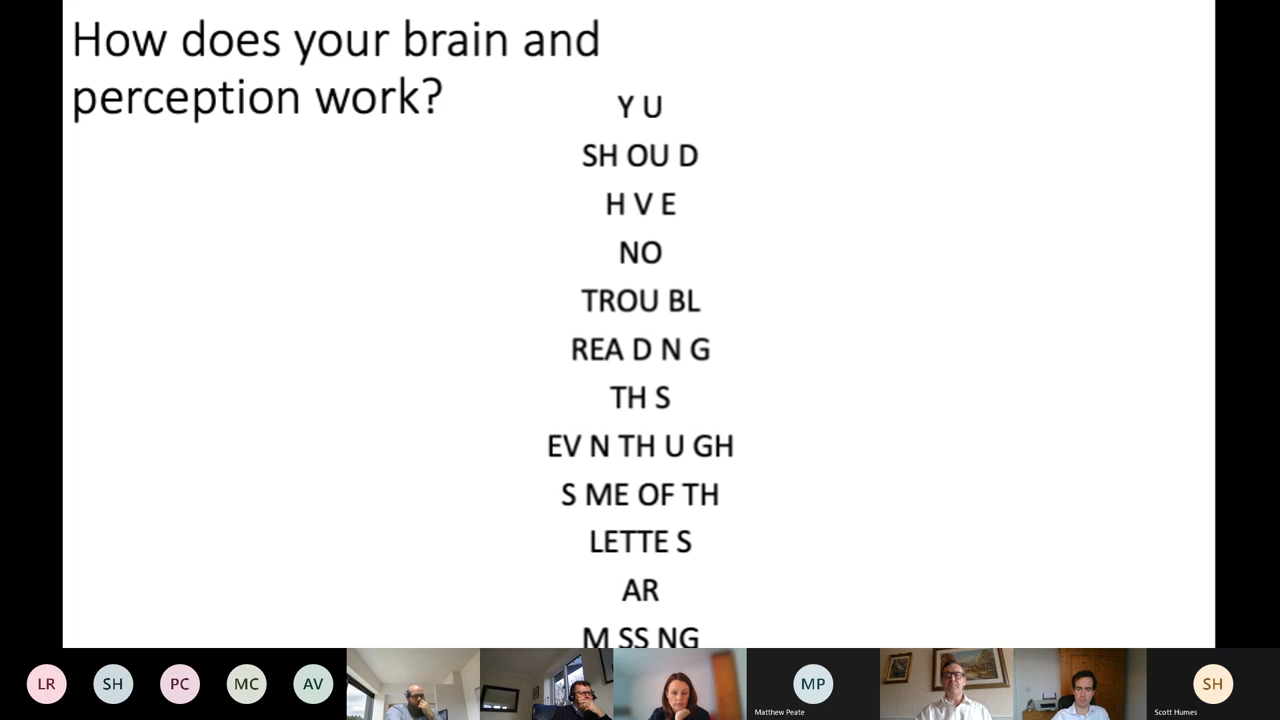 How does your brain and
perception work?
Y U
SH OU D
H V E
NO
TROU BL
REA D N G
TH S
EV N TH U GH
S ME OF TH
LETTE S
AR
M SS NG
LR SH PC MC AV MP SH
Matthew Peate Scott Humes